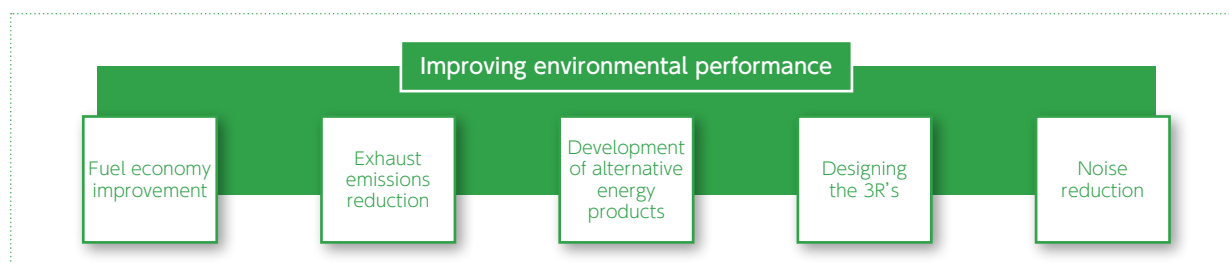 Improving environmental performance
Fuel economy
improvement
Exhaust
emissions
reduction
Development
of alternative
energy
products
Designing
the 3R’s
Noise
reduction